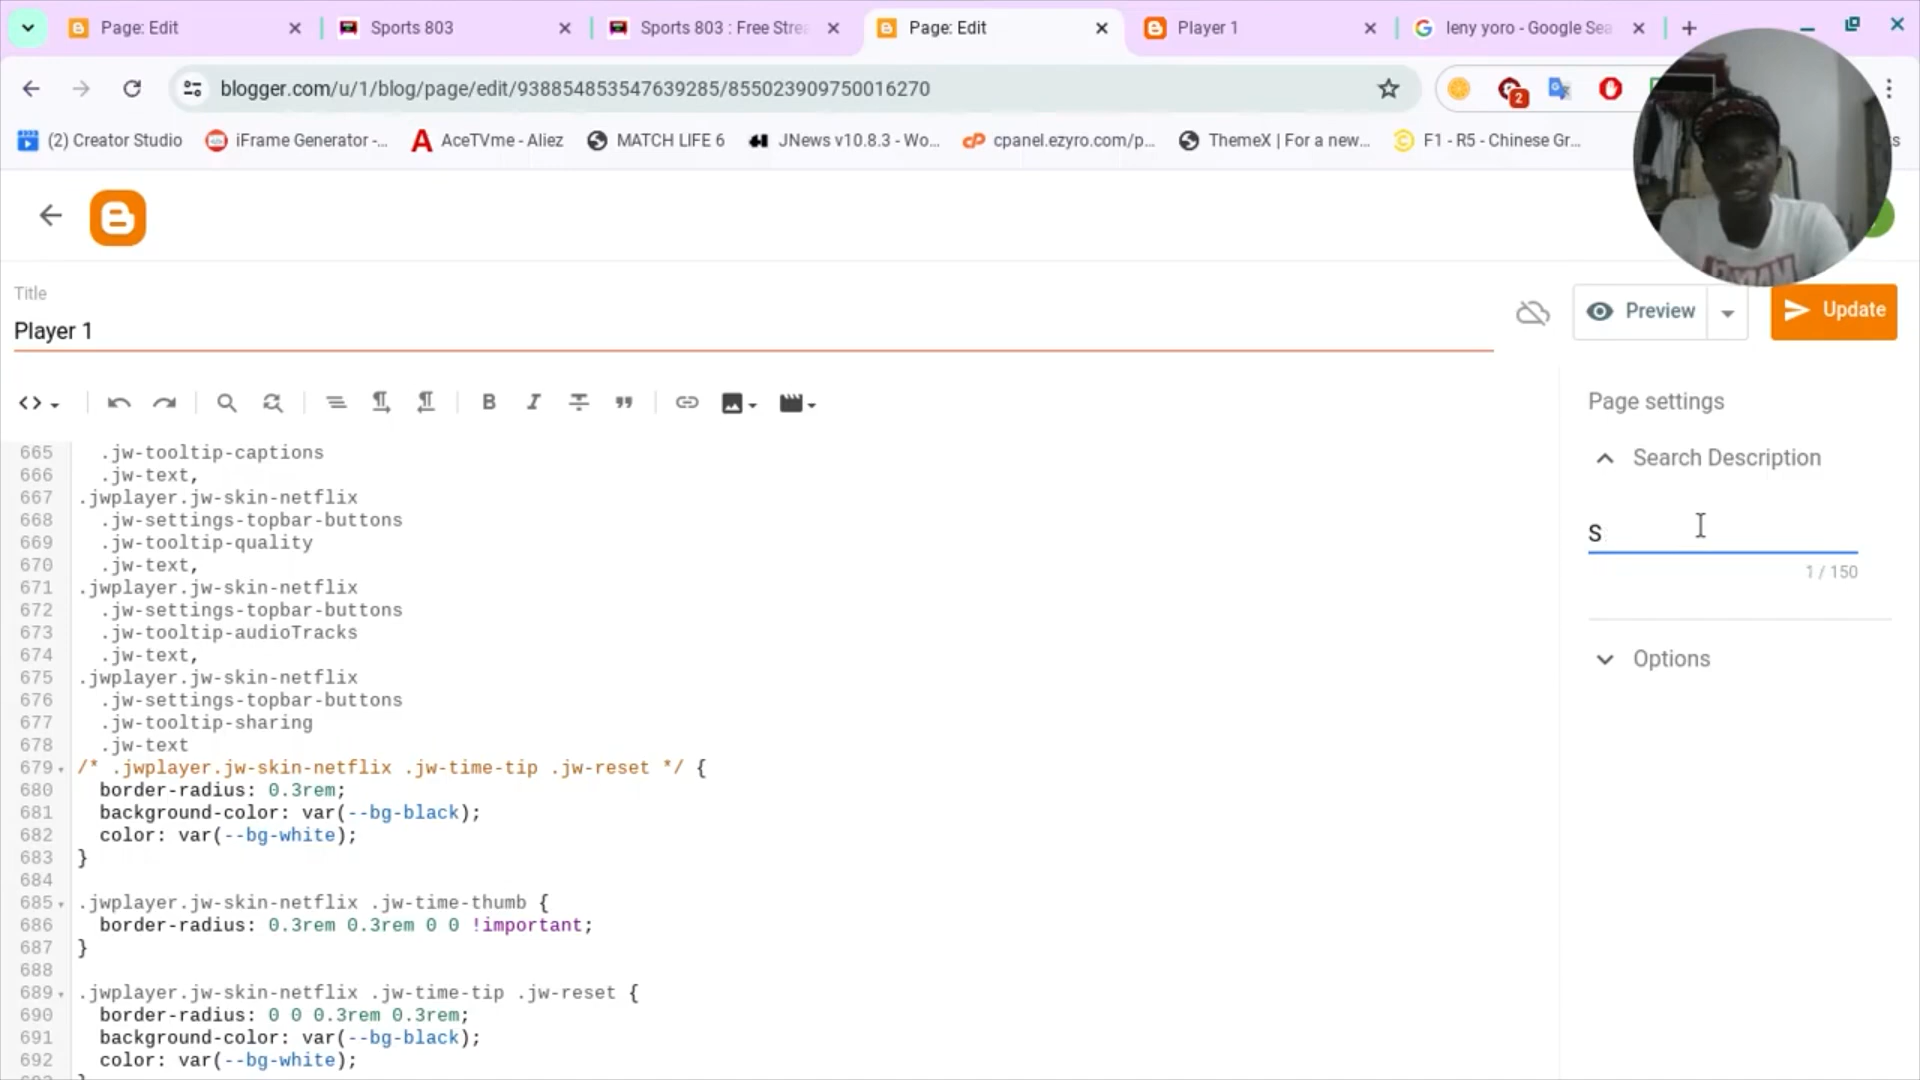 Page: Edit
Sports 803
Sports 803 : Free Strea
Page: Edit
Player 1
leny yoro - Google Sea
blogger.com/u/1/blog/page/edit/938854853547639285/855023909750016270
2
(2) Creator Studio
iFrame Generator -...
AceTVme - Aliez
MATCH LIFE 6
JNews v10.8.3 - Wo...
cpanel.ezyro.com/p...
ThemeX | For a new...
F1 - R5 - Chinese Gr...
Title
Player 1
Preview
Update
Page settings
Search Description
S
1 / 150
Options
665 .jw-tooltip-captions
666 .jw-text,
667 .jwplayer.jw-skin-netflix
668 .jw-settings-topbar-buttons
669 .jw-tooltip-quality
670 .jw-text,
671 .jwplayer.jw-skin-netflix
672 .jw-settings-topbar-buttons
673 .jw-tooltip-audioTracks
674 .jw-text,
675 .jwplayer.jw-skin-netflix
676 .jw-settings-topbar-buttons
677 .jw-tooltip-sharing
678 .jw-text
679 /* .jwplayer.jw-skin-netflix .jw-time-tip .jw-reset */ {
680 border-radius: 0.3rem;
681 background-color: var(--bg-black);
682 color: var(--bg-white);
683 }
684
685 .jwplayer.jw-skin-netflix .jw-time-thumb {
686 border-radius: 0.3rem 0.3rem 0 0 !important;
687 }
688
689 .jwplayer.jw-skin-netflix .jw-time-tip .jw-reset {
690 border-radius: 0 0 0.3rem 0.3rem;
691 background-color: var(--bg-black);
692 color: var(--bg-white);